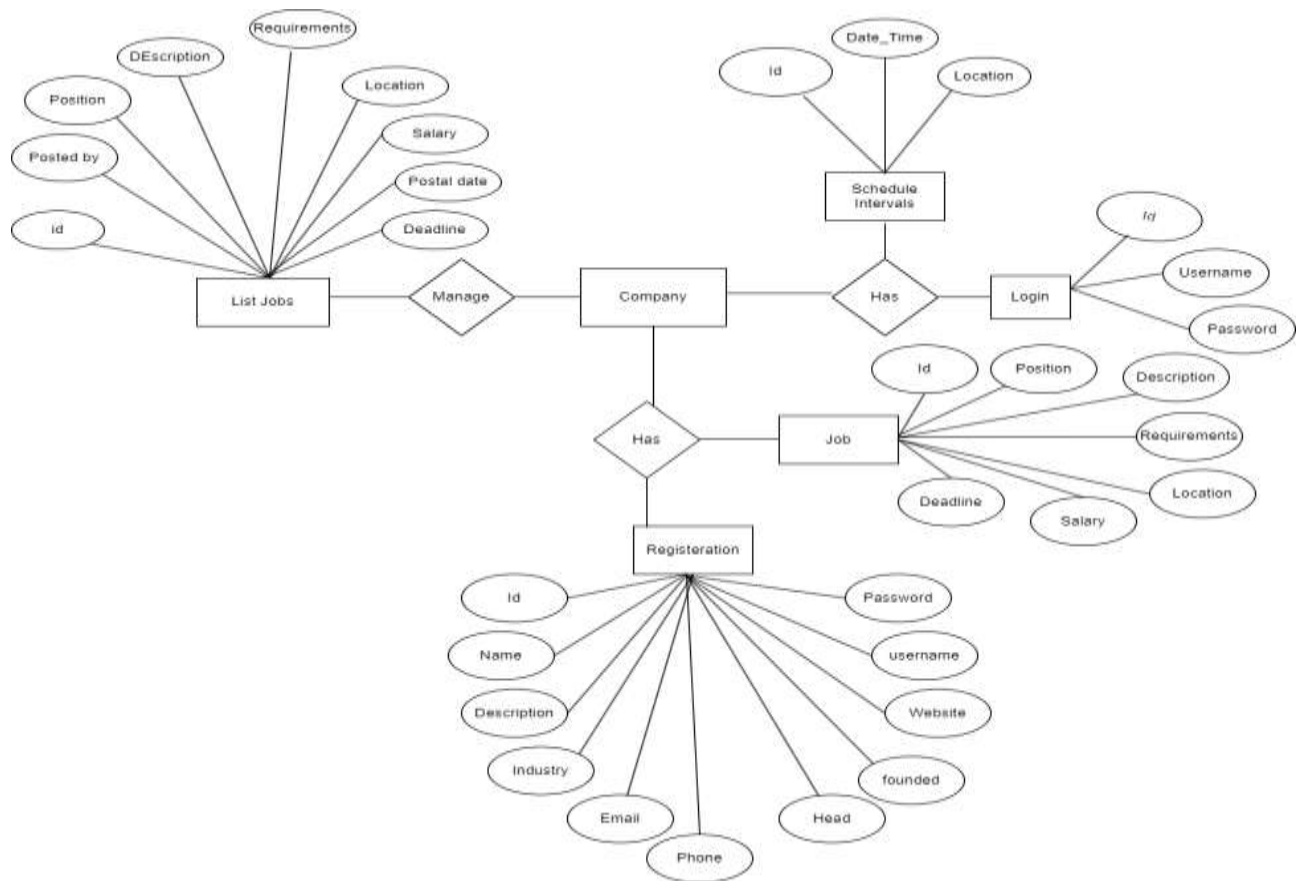 Requirements
DEscription
Position
Location
Salary
Posted by
Postal date
id
Deadline
List Jobs
Manage
Company
Date_Time
Id
Location
Schedule
Intervals
Has
Login
Id
Username
Password
Has
Job
Id
Position
Description
Requirements
Location
Salary
Deadline
Registeration
Id
Name
Description
Industry
Email
Phone
Head
founded
Website
username
Password